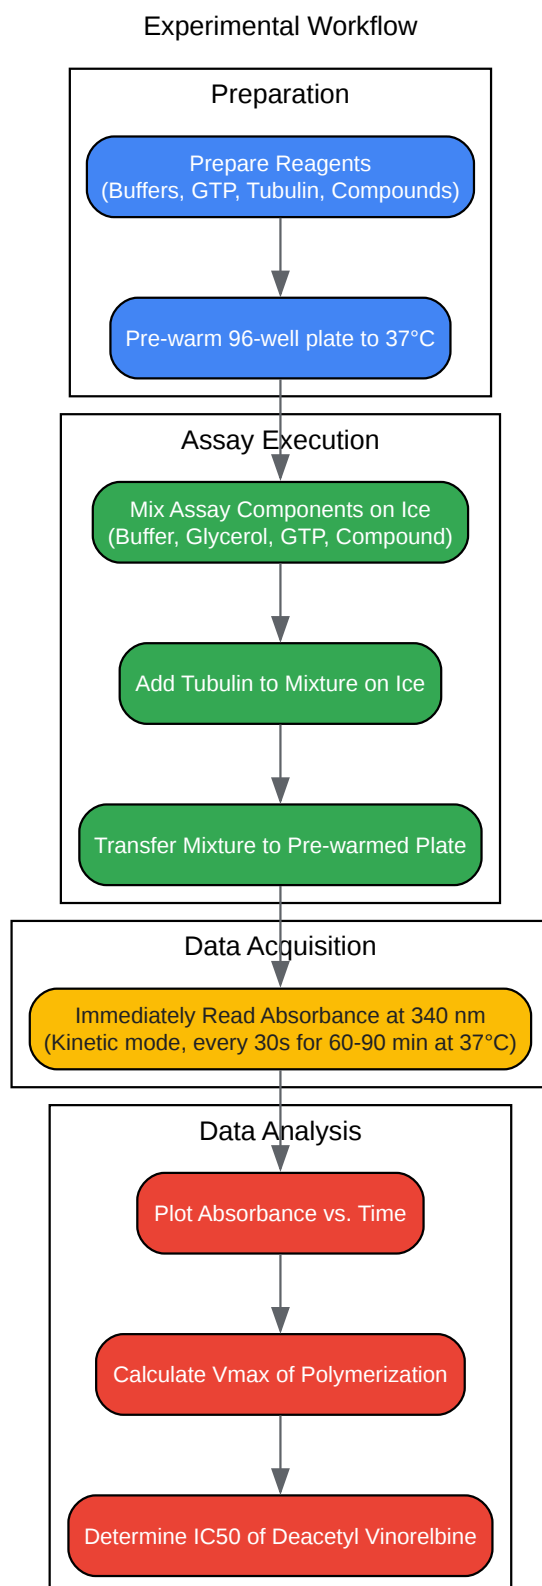 Experimental Workflow
Preparation
Prepare Reagents
(Buffers, GTP, Tubulin, Compounds)
Pre-warm 96-well plate to 37°C
Assay Execution
Mix Assay Components on Ice
(Buffer, Glycerol, GTP, Compound)
Add Tubulin to Mixture on Ice
Transfer Mixture to Pre-warmed Plate
Data Acquisition
Immediately Read Absorbance at 340 nm
(Kinetic mode, every 30s for 60-90 min at 37°C)
Data Analysis
Plot Absorbance vs. Time
Calculate Vmax of Polymerization
Determine IC50 of Deacetyl Vinorelbine